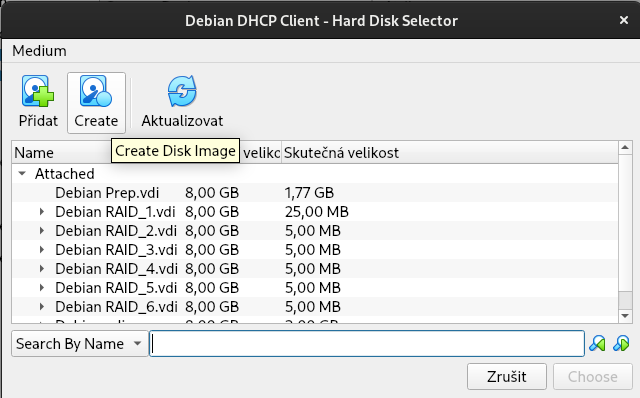 Debian DHCP Client - Hard Disk Selector
Medium
Přidat Create Aktualizovat
Create Disk Image
Name Skutečná velikost
Attached
Debian Prep.vdi 8,00 GB 1,77 GB
Debian RAID_1.vdi 8,00 GB 25,00 MB
Debian RAID_2.vdi 8,00 GB 5,00 MB
Debian RAID_3.vdi 8,00 GB 5,00 MB
Debian RAID_4.vdi 8,00 GB 5,00 MB
Debian RAID_5.vdi 8,00 GB 5,00 MB
Debian RAID_6.vdi 8,00 GB 5,00 MB
Search By Name
Zrušit Choose